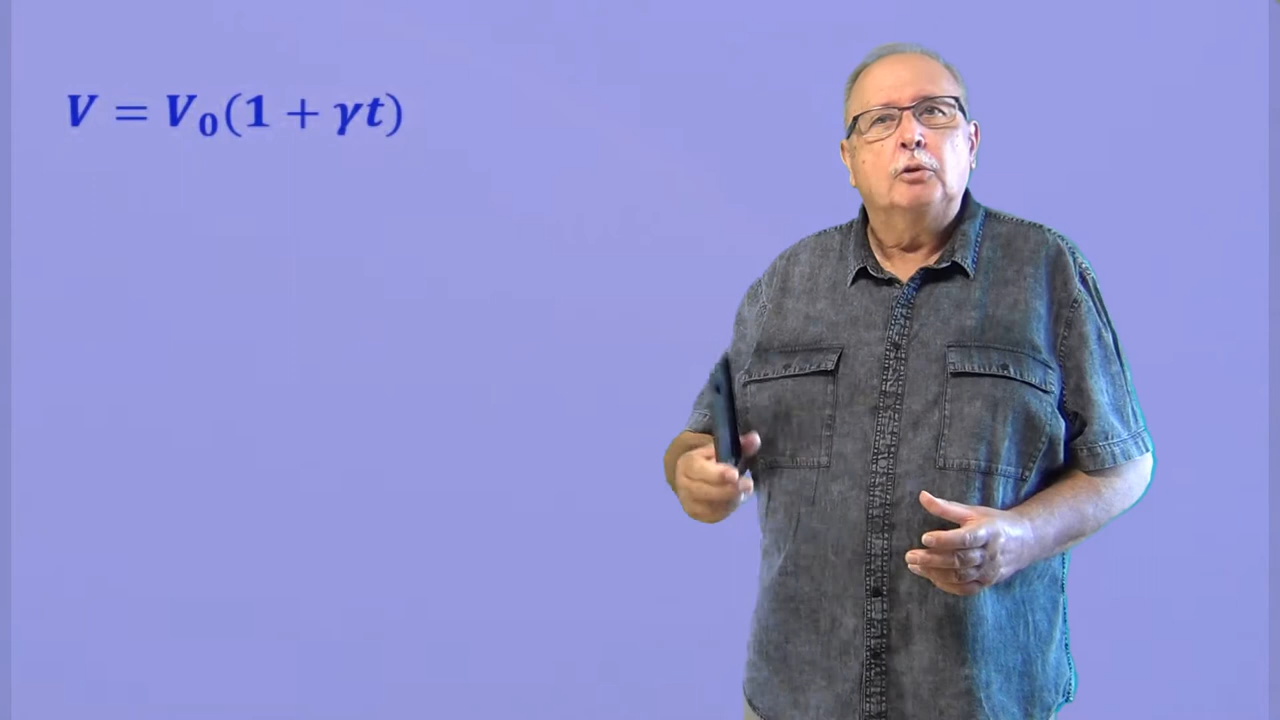 V = V₀(1 + γt)